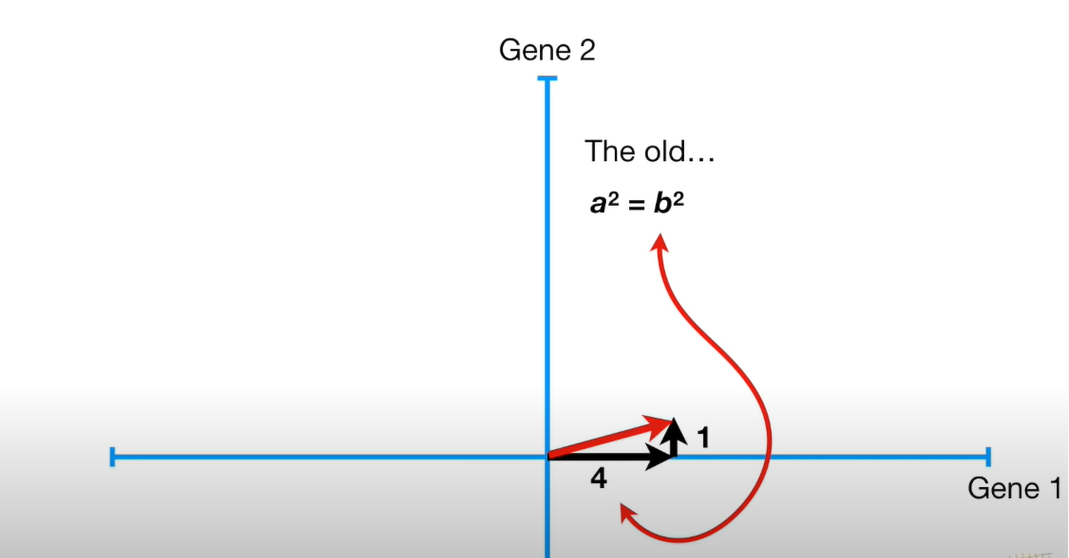 Gene 2
The old…
a² = b²
1
4
Gene 1